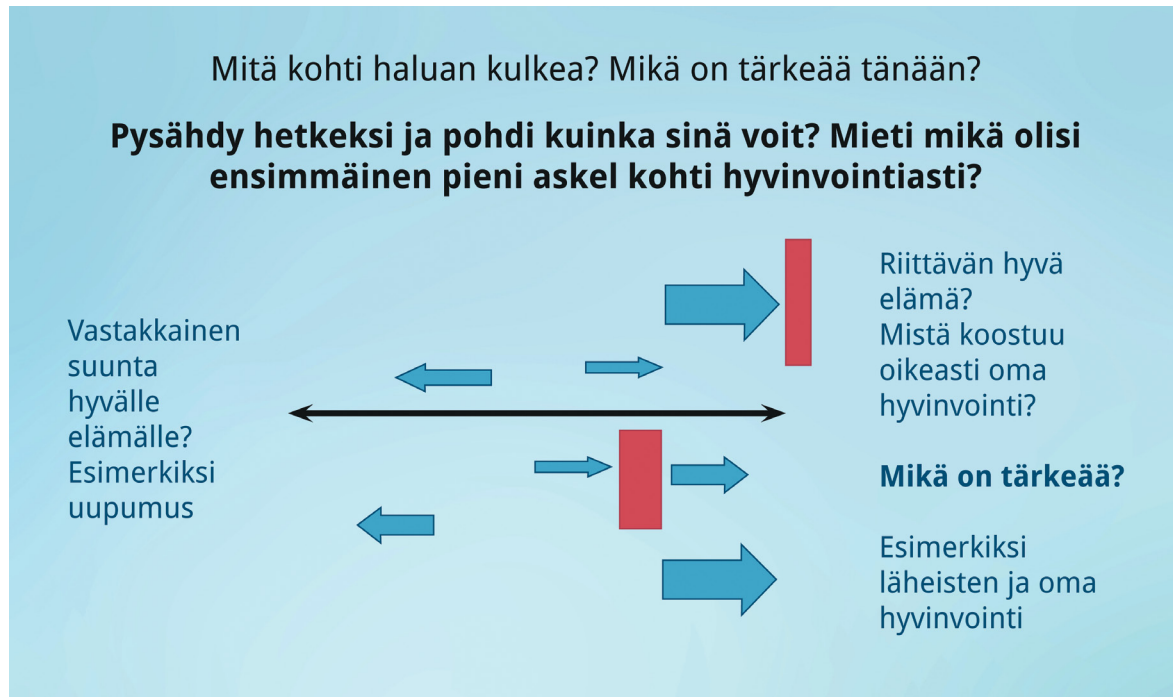 Mitä kohti haluan kulkea? Mikä on tärkeää tänään?
Pysähdy hetkeksi ja pohdi kuinka sinä voit? Mieti mikä olisi
ensimmäinen pieni askel kohti hyvinvointiasti?
Vastakkainen
suunta
hyvälle
elämälle?
Esimerkiksi
uupumus
Riittävän hyvä
elämä?
Mistä koostuu
oikeasti oma
hyvinvointi?
Mikä on tärkeää?
Esimerkiksi
läheisten ja oma
hyvinvointi